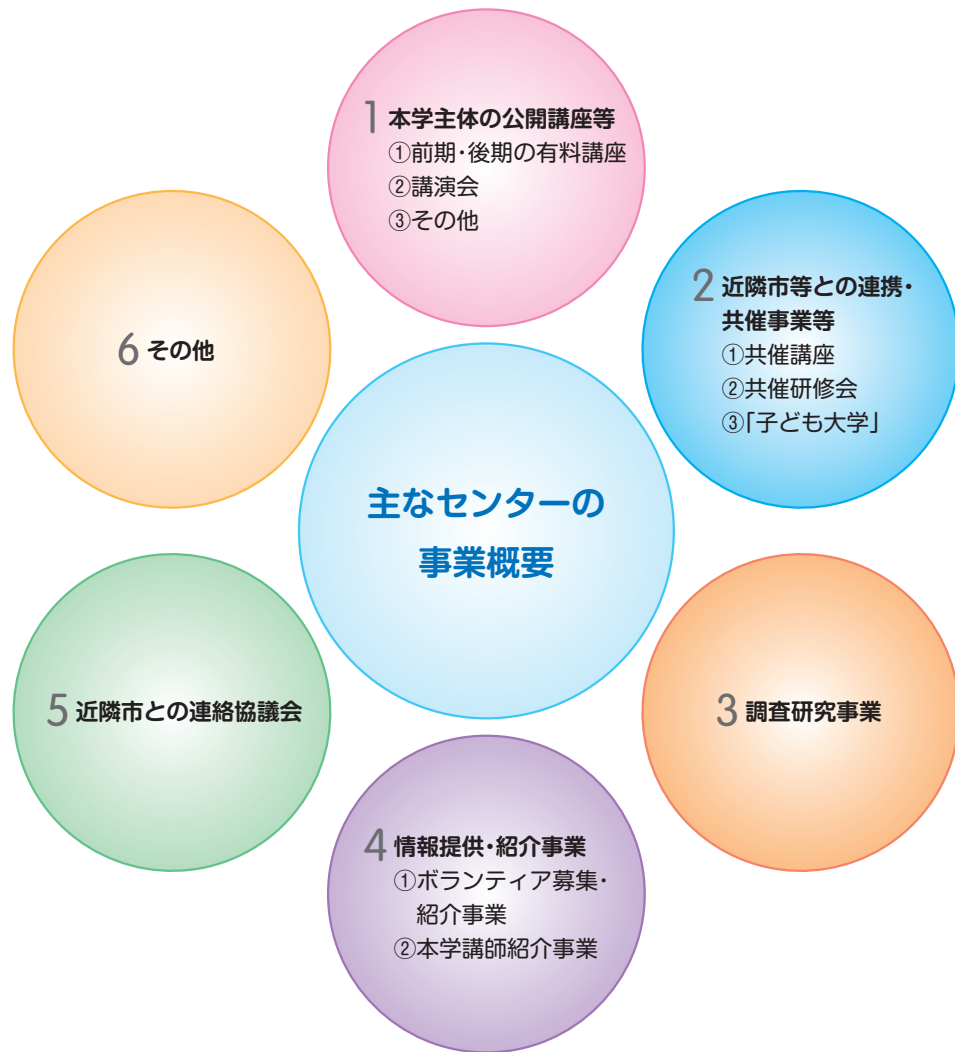 1 本学主体の公開講座等
①前期・後期の有料講座
②講演会
③その他
2 近隣市等との連携・
共催事業等
①共催講座
②共催研修会
③「子ども大学」
6 その他
主なセンターの
事業概要
5 近隣市との連絡協議会
3 調査研究事業
4 情報提供・紹介事業
①ボランティア募集・
紹介事業
②本学講師紹介事業